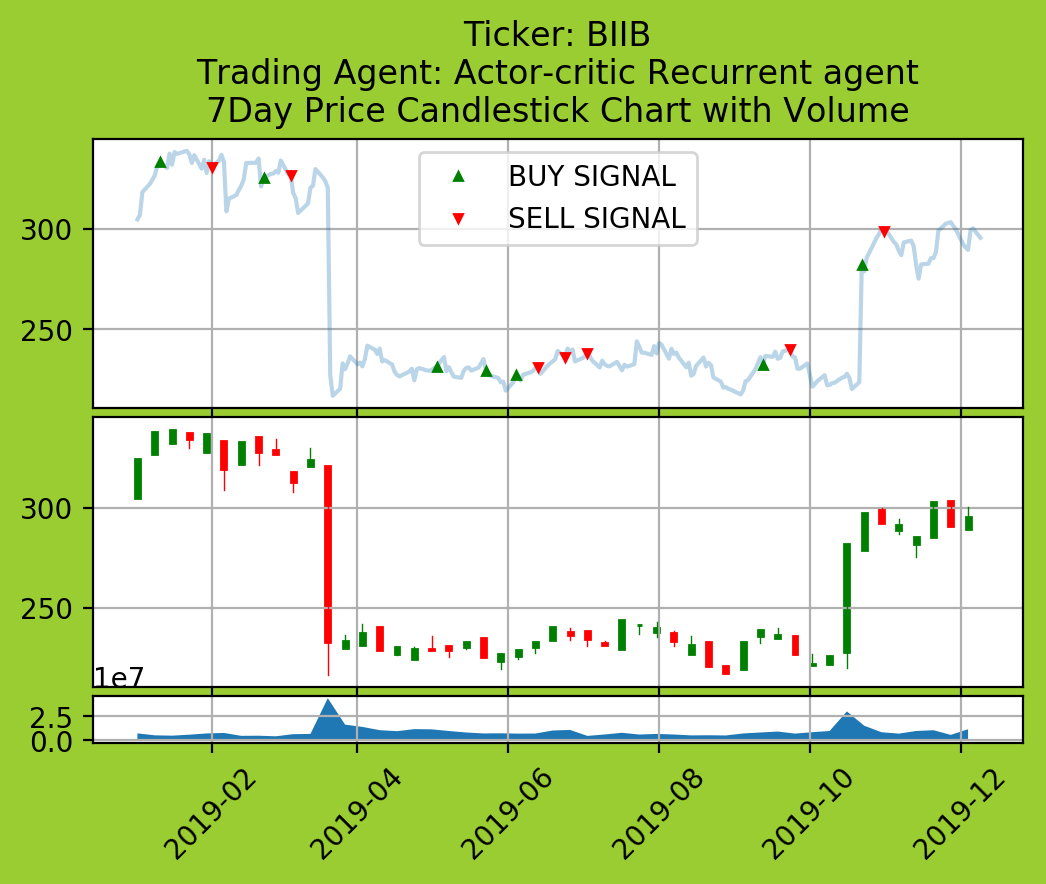 Ticker: BIIB
Trading Agent: Actor-critic Recurrent agent
7Day Price Candlestick Chart with Volume
BUY SIGNAL
SELL SIGNAL
300
250
300
250
1e7
2.5
0.0
2019-02
2019-04
2019-06
2019-08
2019-10
2019-12